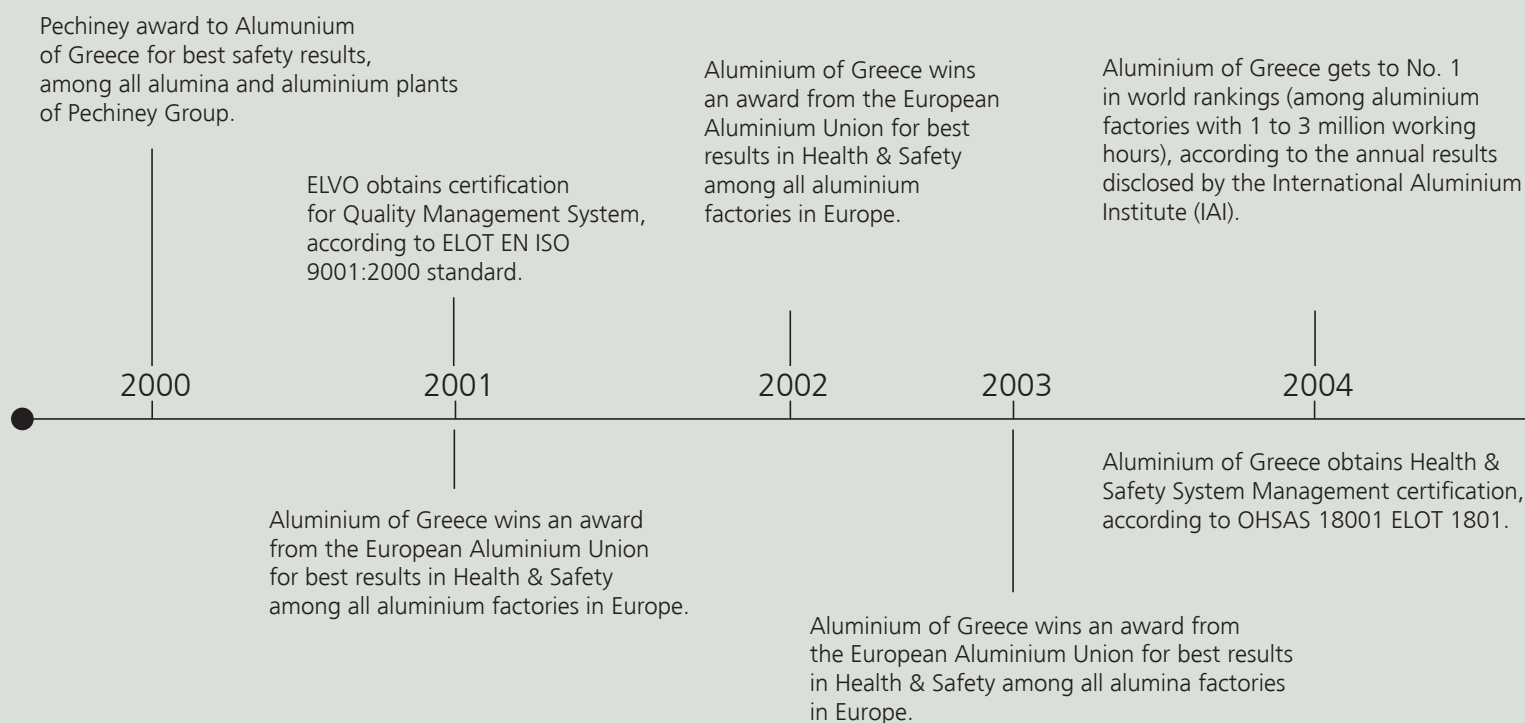 Pechiney award to Alumunium
of Greece for best safety results,
among all alumina and aluminium plants
of Pechiney Group.
ELVO obtains certification
for Quality Management System,
according to ELOT EN ISO
9001:2000 standard.
Aluminium of Greece wins
an award from the European
Aluminium Union for best
results in Health & Safety
among all aluminium
factories in Europe.
Aluminium of Greece gets to No. 1
in world rankings (among aluminium
factories with 1 to 3 million working
hours), according to the annual results
disclosed by the International Aluminium
Institute (IAI).
2000
2001
2002
2003
2004
Aluminium of Greece wins an award
from the European Aluminium Union
for best results in Health & Safety
among all aluminium factories in Europe.
Aluminium of Greece wins an award from
the European Aluminium Union for best results
in Health & Safety among all alumina factories
in Europe.
Aluminium of Greece obtains Health &
Safety System Management certification,
according to OHSAS 18001 ELOT 1801.